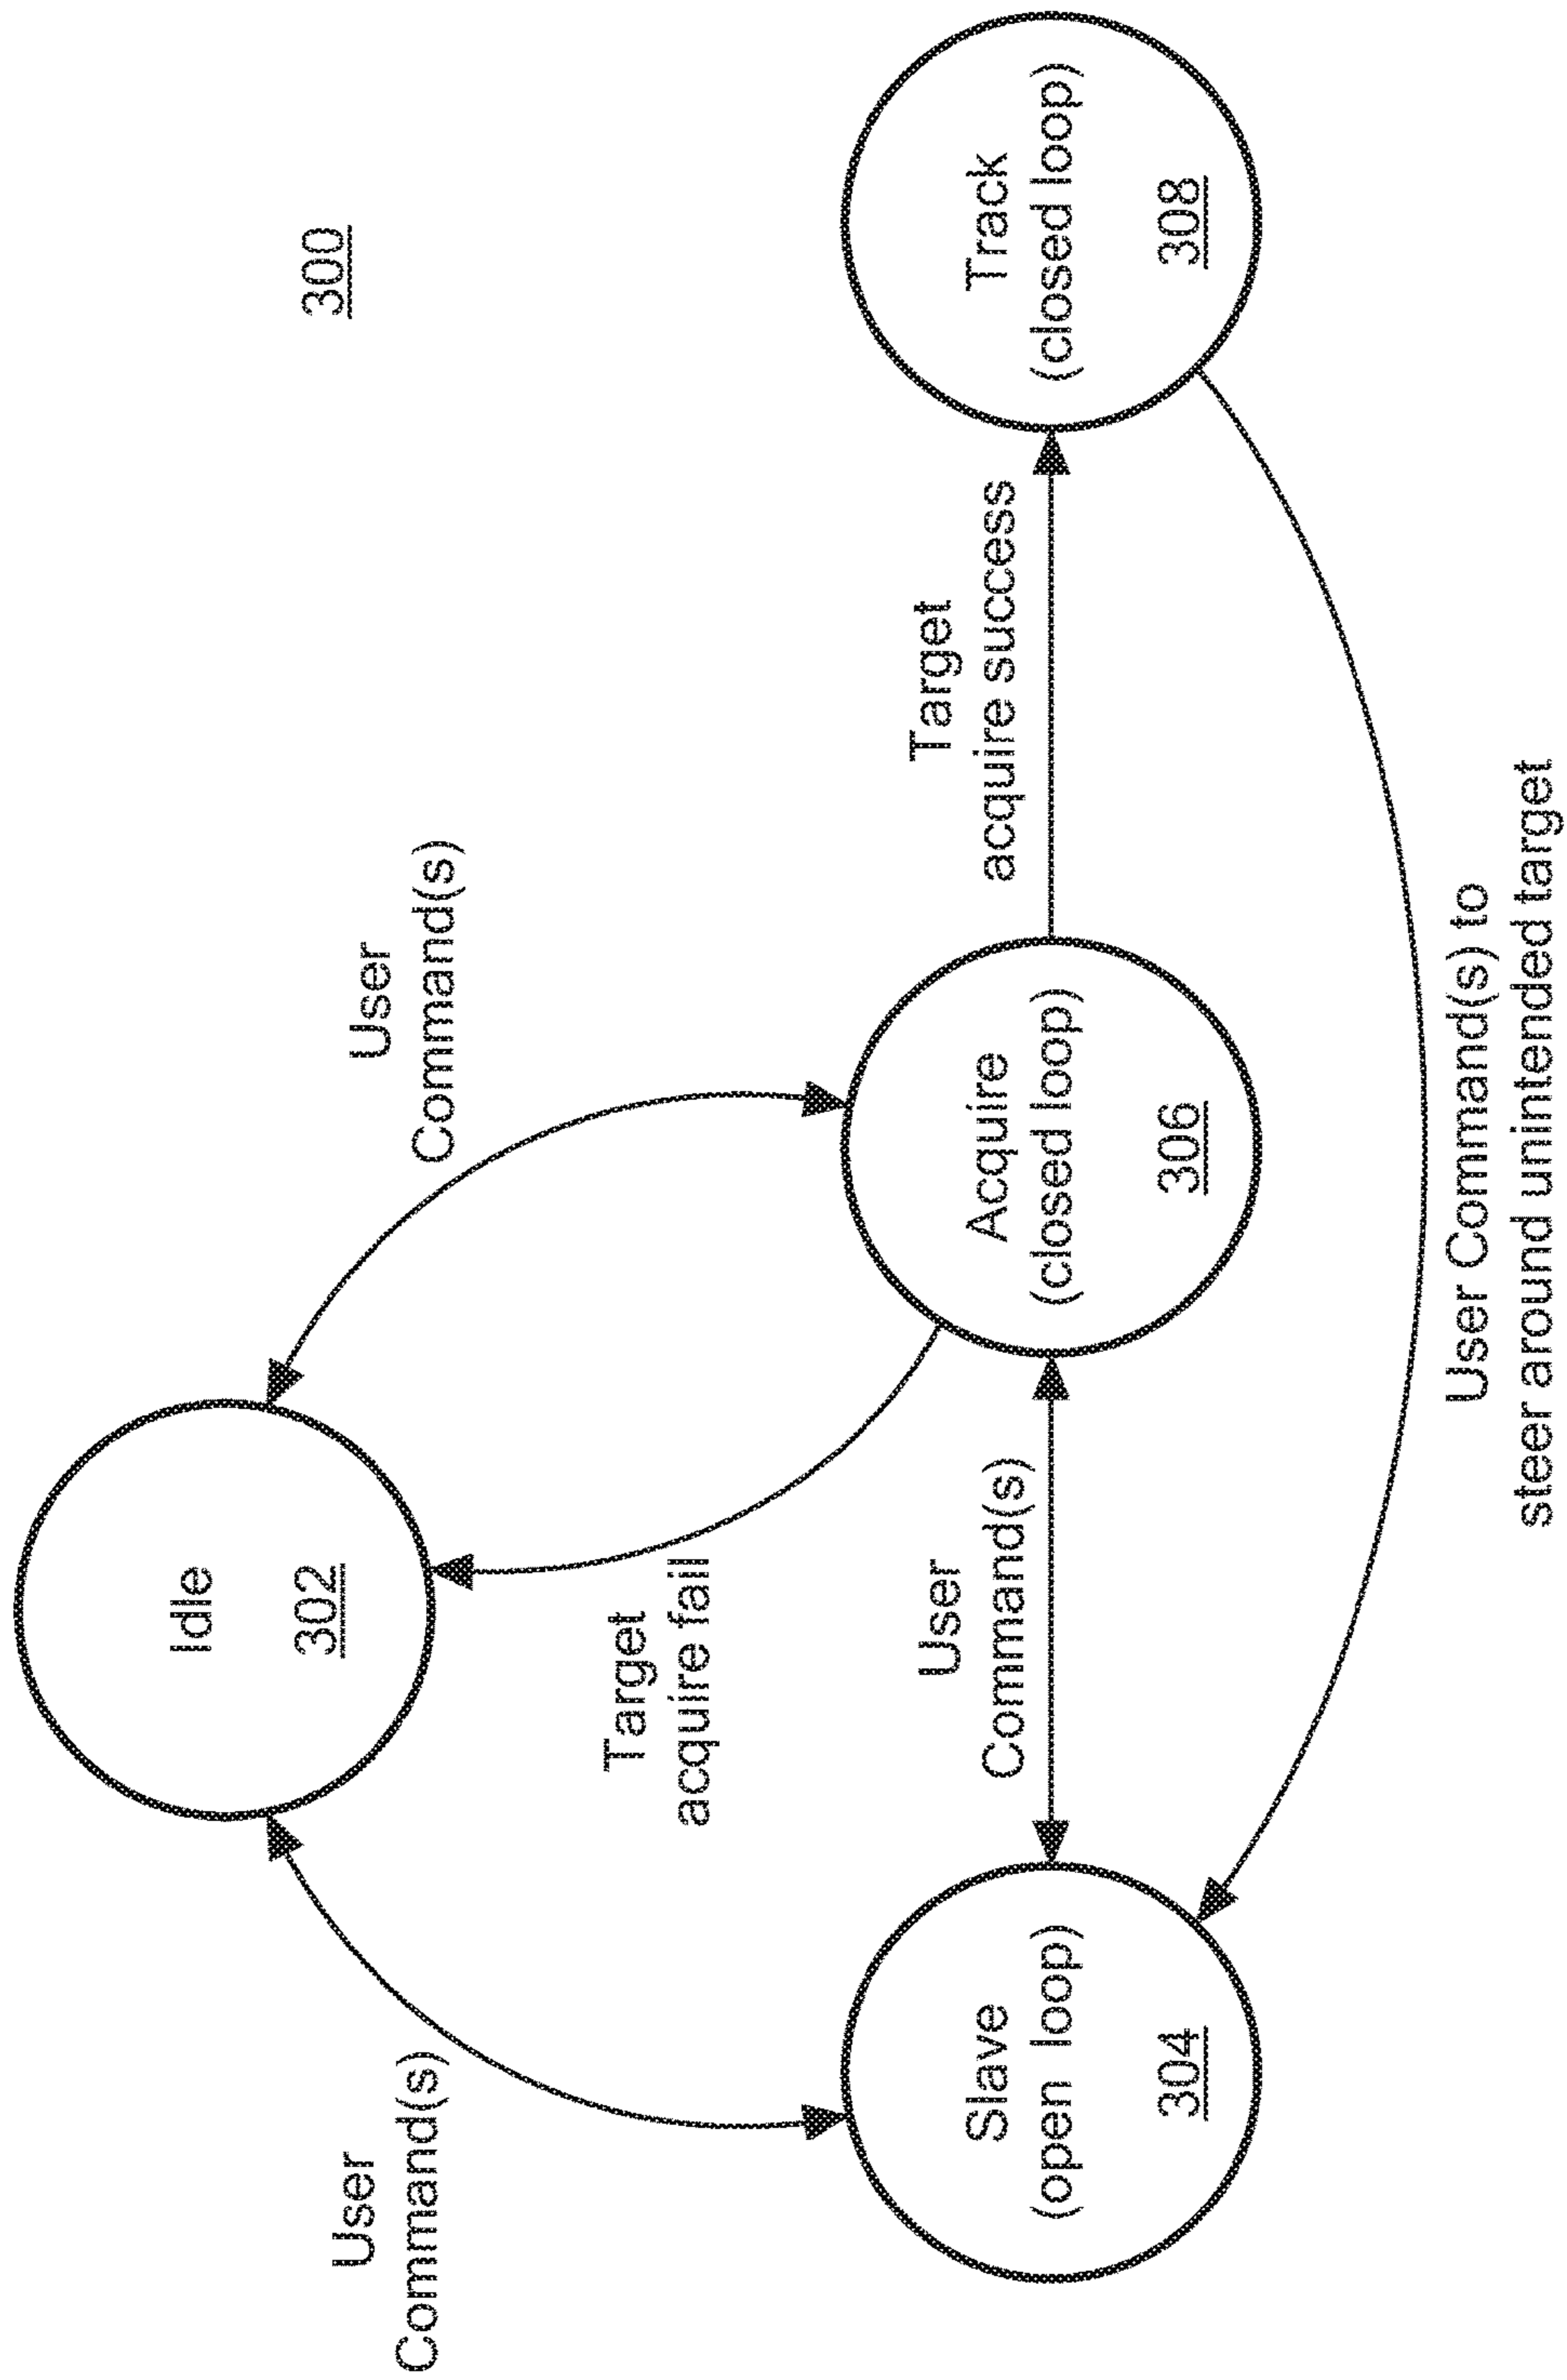 300
Idle
302
User
Command(s)
User
Command(s)
Target
acquire fail
Slave
(open loop)
304
User
Command(s)
Acquire
(closed loop)
306
Target
acquire success
Track
(closed loop)
308
User Command(s) to
steer around unintended target